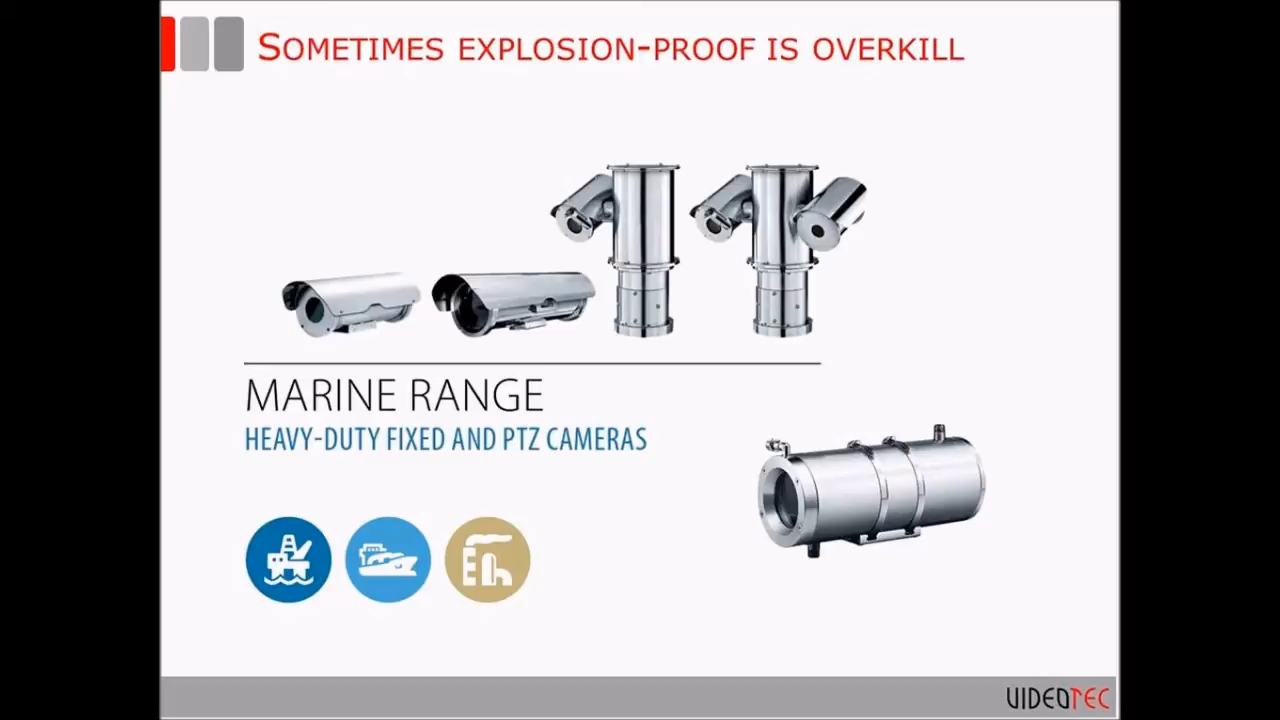 SOMETIMES EXPLOSION-PROOF IS OVERKILL
MARINE RANGE
HEAVY-DUTY FIXED AND PTZ CAMERAS
VIDEOTEC